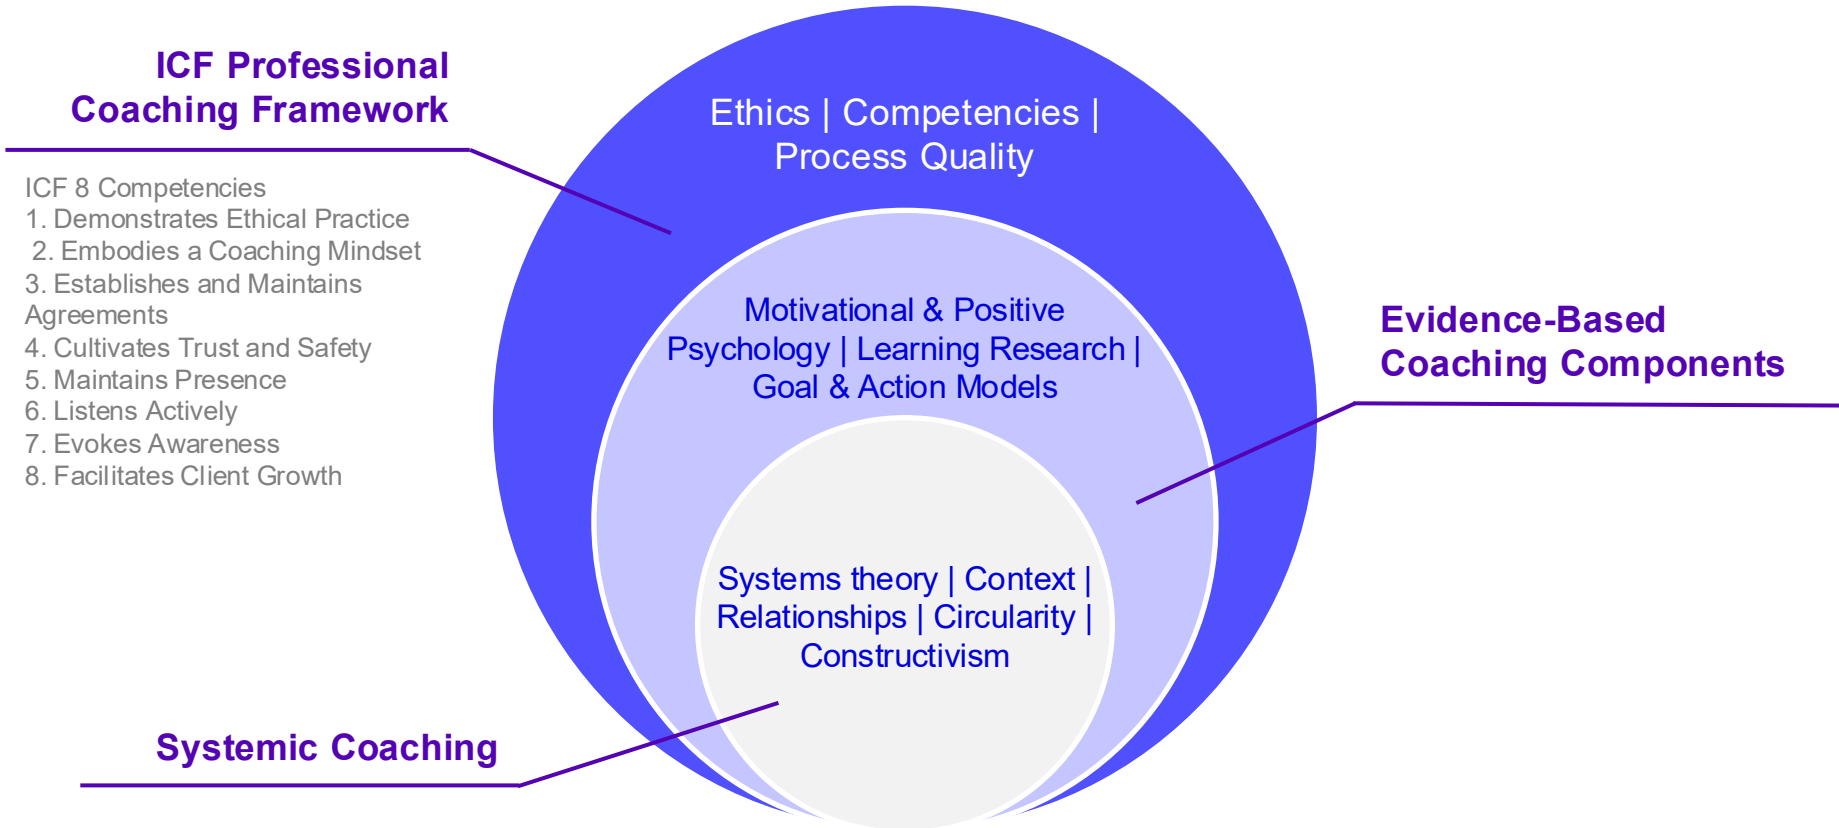 ICF Professional
Coaching Framework
ICF 8 Competencies
1. Demonstrates Ethical Practice
2. Embodies a Coaching Mindset
3. Establishes and Maintains
Agreements
4. Cultivates Trust and Safety
5. Maintains Presence
6. Listens Actively
7. Evokes Awareness
8. Facilitates Client Growth
Ethics | Competencies |
Process Quality
Motivational & Positive
Psychology | Learning Research |
Goal & Action Models
Evidence-Based
Coaching Components
Systems theory | Context |
Relationships | Circularity |
Constructivism
Systemic Coaching